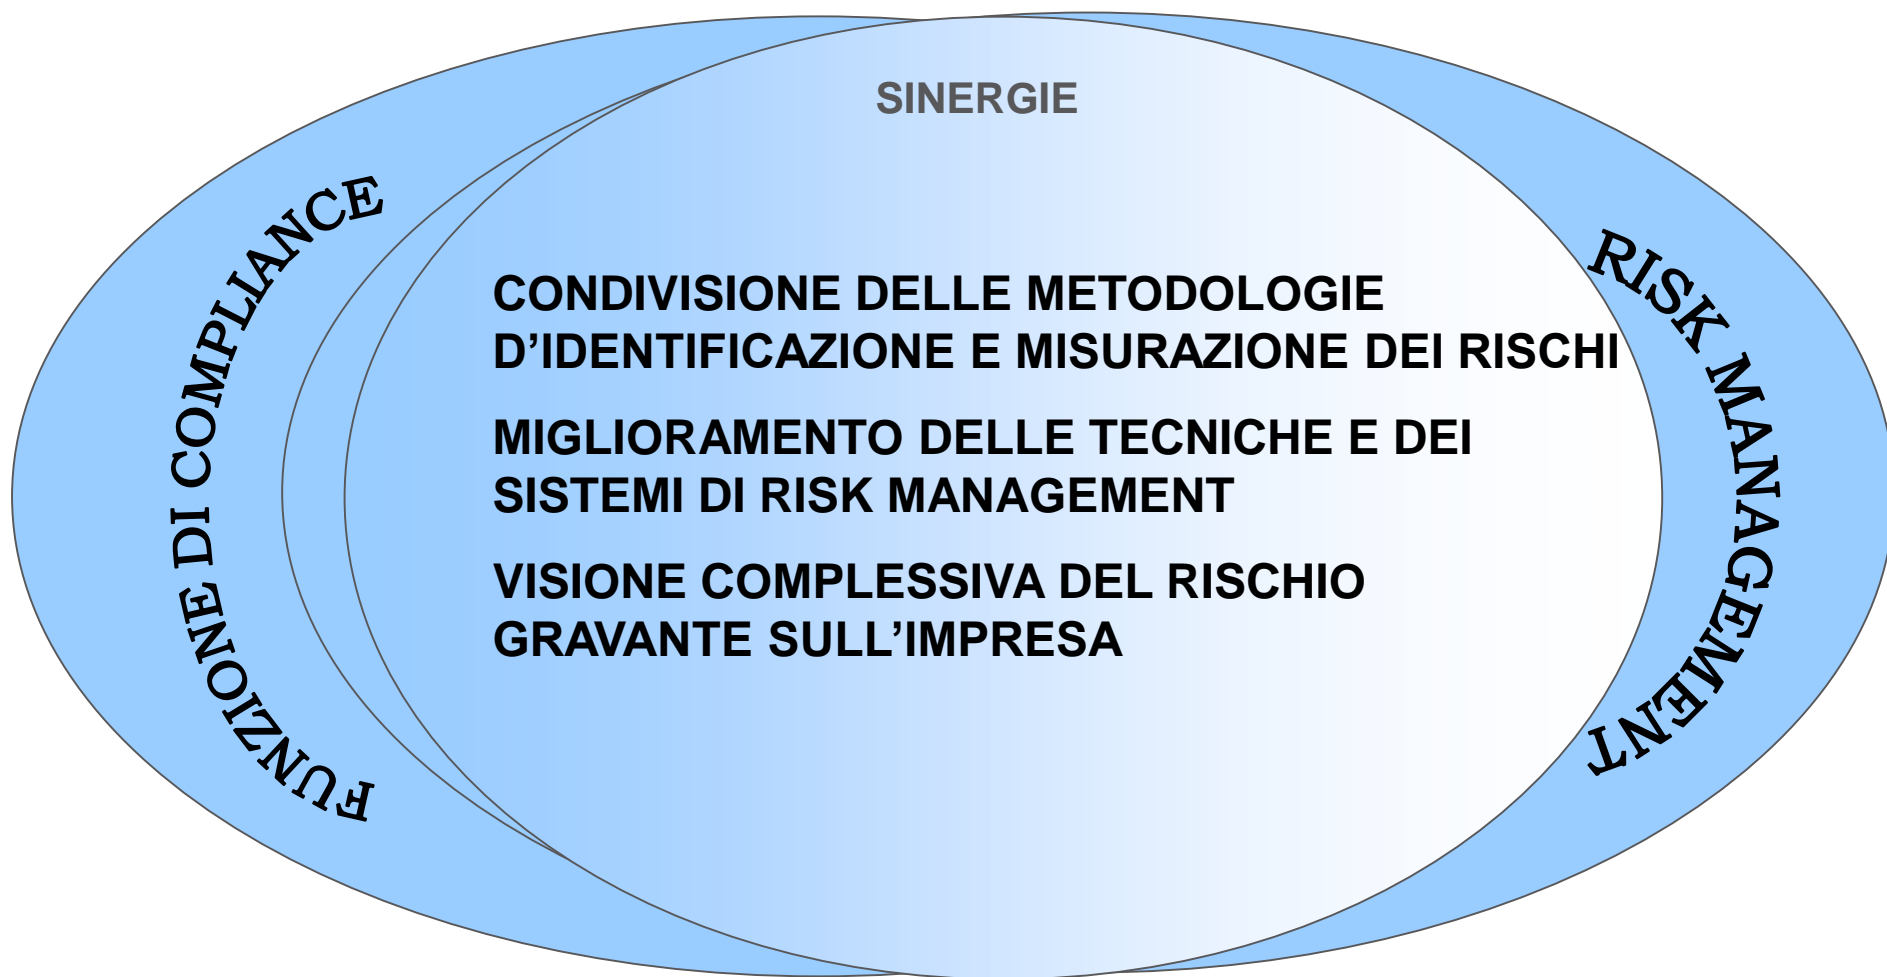 SINERGIE
FUNZIONE DI COMPLIANCE
CONDIVISIONE DELLE METODOLOGIE
D’IDENTIFICAZIONE E MISURAZIONE DEI RISCHI
MIGLIORAMENTO DELLE TECNICHE E DEI
SISTEMI DI RISK MANAGEMENT
VISIONE COMPLESSIVA DEL RISCHIO
GRAVANTE SULL’IMPRESA
RISK MANAGEMENT